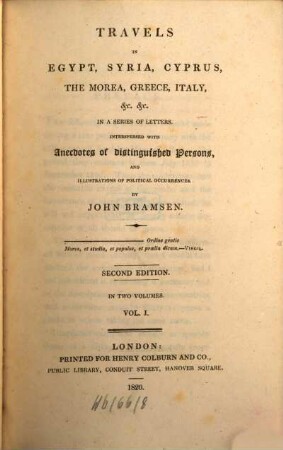 TRAVELS
IN
EGYPT, SYRIA, CYPRUS,
THE MOREA, GREECE, ITALY,
&c. &c.
IN A SERIES OF LETTERS.
INTERSPERSED WITH
Anecdotes of distinguished Persons,
AND
ILLUSTRATIONS OF POLITICAL OCCURRENCES
BY
JOHN BRAMSEN.
Ordine gentis
Mores, et studia, et populos, et prælia dicam.—VIRGIL.
SECOND EDITION.
IN TWO VOLUMES.
VOL. I.
LONDON:
PRINTED FOR HENRY COLBURN AND CO.,
PUBLIC LIBRARY, CONDUIT STREET, HANOVER SQUARE.
1820.